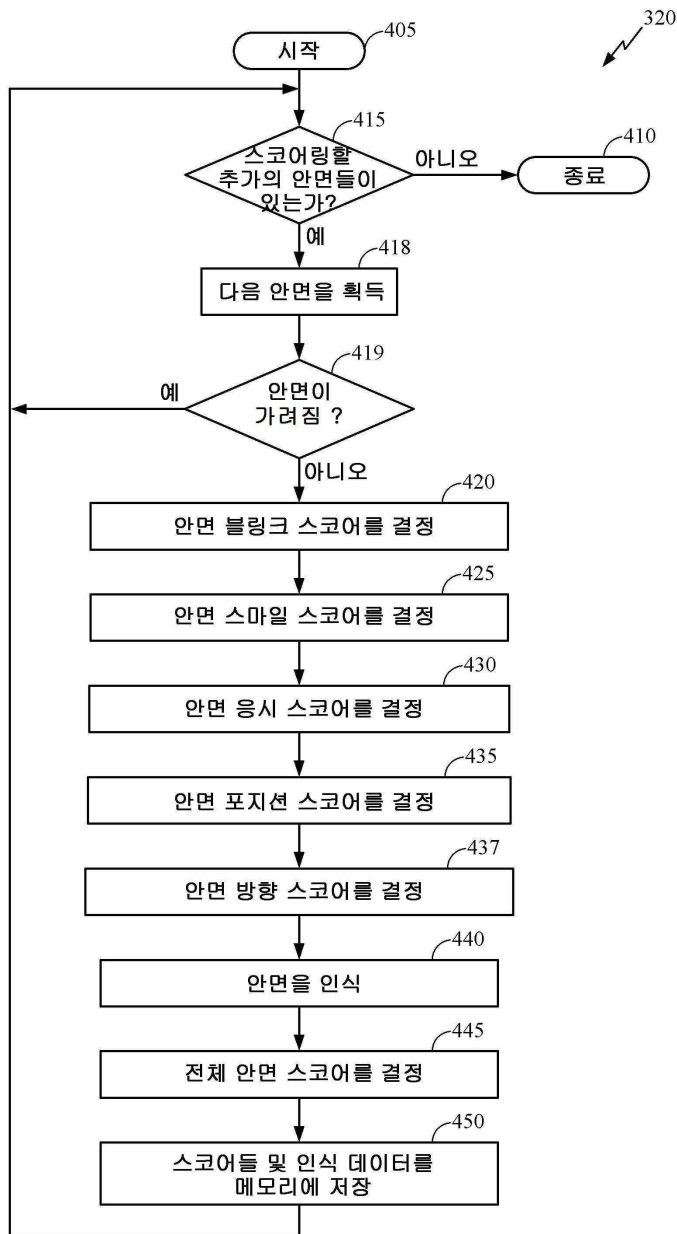 320
시작
405
415
스코어링할
추가의 안면들이
있는가?
아니오
410
종료
예
418
다음 안면을 획득
419
안면이
가려짐 ?
예
아니오
420
안면 블링크 스코어를 결정
425
안면 스마일 스코어를 결정
430
안면 응시 스코어를 결정
435
안면 포지션 스코어를 결정
437
안면 방향 스코어를 결정
440
안면을 인식
445
전체 안면 스코어를 결정
450
스코어들 및 인식 데이터를
메모리에 저장